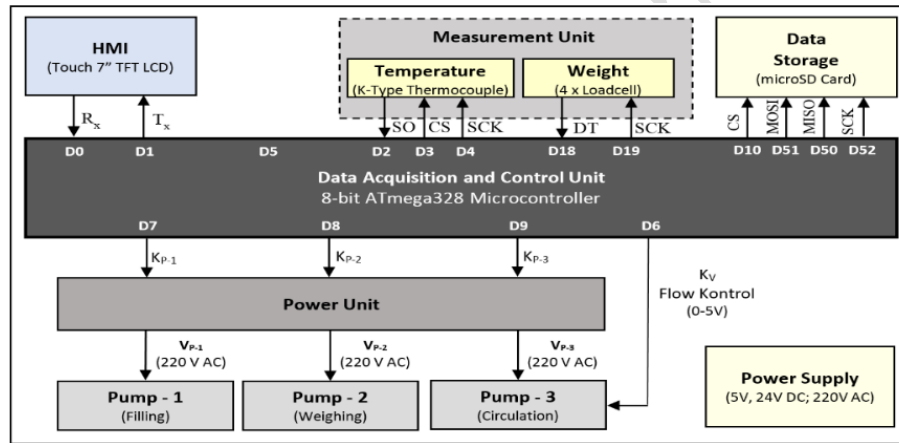 HMI
(Touch 7” TFT LCD)
Measurement Unit
Temperature
(K-Type Thermocouple)
Weight
(4 x Loadcell)
Data
Storage
(microSD Card)
Rx
Tx
SO
CS
SCK
DT
SCK
CS
MOSI
MISO
SCK
D0
D1
D5
D2
D3
D4
D18
D19
D10
D51
D50
D52
Data Acquisition and Control Unit
8-bit ATmega328 Microcontroller
D7
D8
D9
D6
KP-1
KP-2
KP-3
KV
Flow Kontrol
(0-5V)
Power Unit
VP-1
(220 V AC)
VP-2
(220 V AC)
VP-3
(220 V AC)
Pump - 1
(Filling)
Pump - 2
(Weighing)
Pump - 3
(Circulation)
Power Supply
(5V, 24V DC; 220V AC)